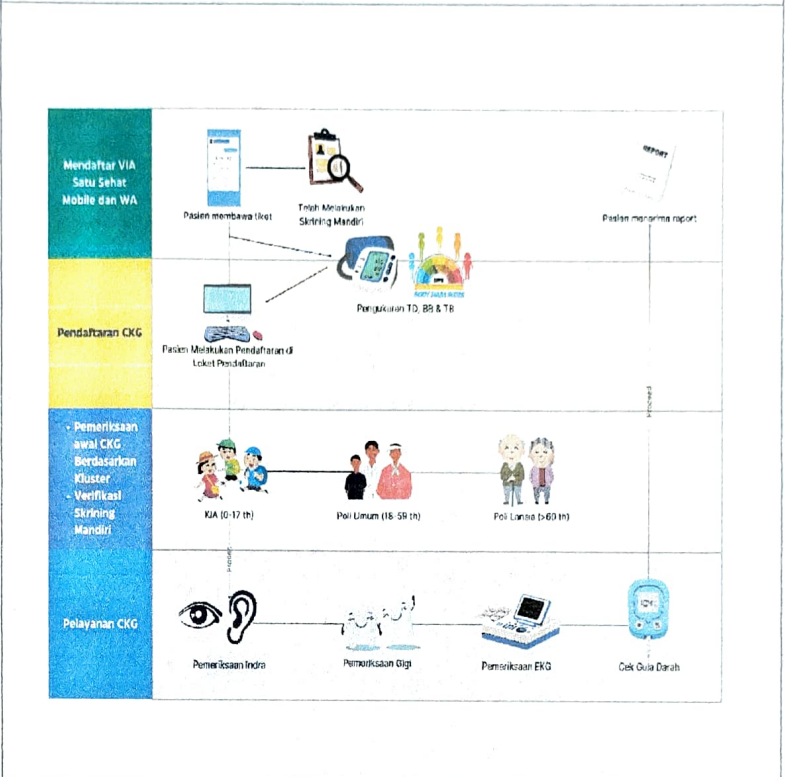 Mendaftar VIA
Satu Sehat
Mobile dan WA
Pasien membawa tiket
Telah Melakukan
Skrining Mandiri
REPORT
Pasien menerima raport
Pendaftaran CKG
Pengukuran TD, BB & TB
Pasien Melakukan Pendaftaran di
Loket Pendaftaran
- Pemeriksaan
awal CKG
Berdasarkan
Kluster
- Verifikasi
Skrining
Mandiri
KIA (0-17 th)
Poli Umum (18-59 th)
Poli Lansia (>60 th)
Pelayanan CKG
Pemeriksaan Indra
Pemeriksaan Gigi
Pemeriksaan EKG
Cek Gula Darah